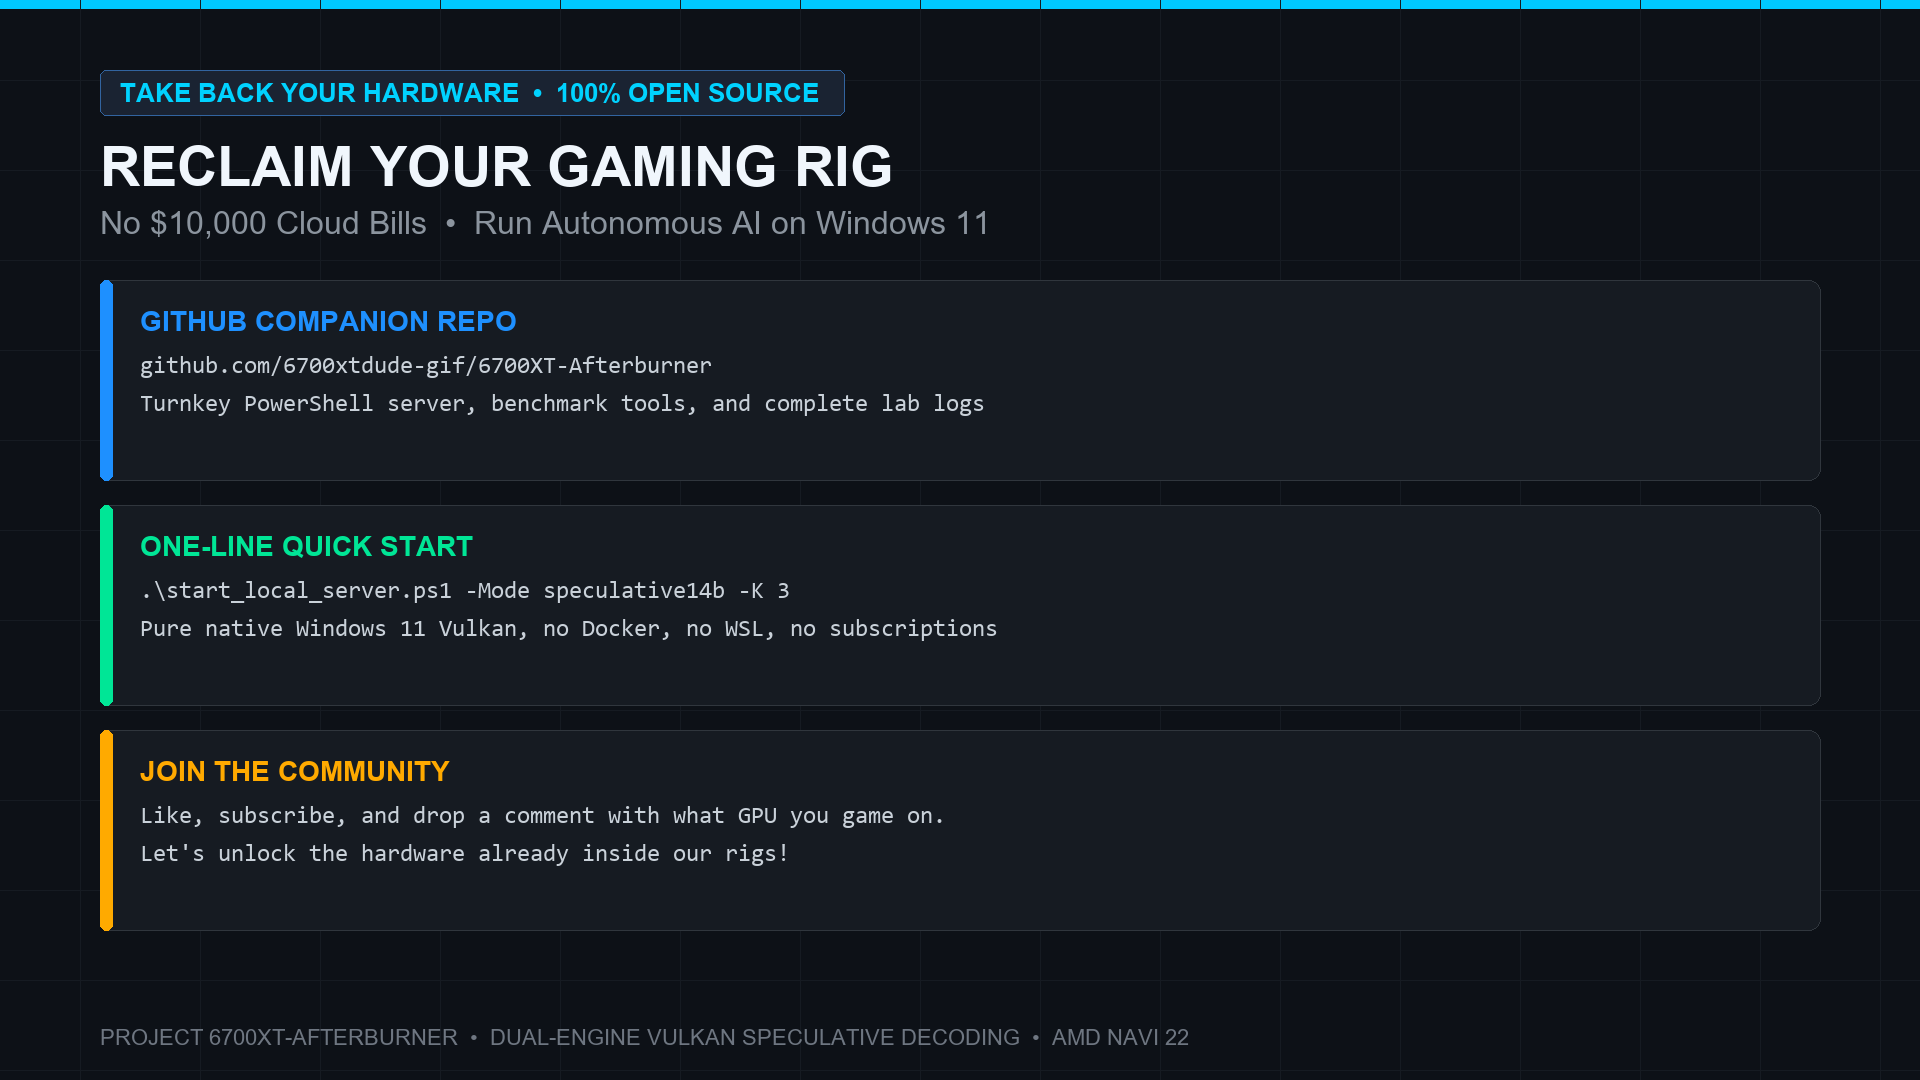 TAKE BACK YOUR HARDWARE • 100% OPEN SOURCE
RECLAIM YOUR GAMING RIG
No $10,000 Cloud Bills • Run Autonomous AI on Windows 11
GITHUB COMPANION REPO
github.com/6700xtdude-gif/6700XT-Afterburner
Turnkey PowerShell server, benchmark tools, and complete lab logs
ONE-LINE QUICK START
.\start_local_server.ps1 -Mode speculative14b -K 3
Pure native Windows 11 Vulkan, no Docker, no WSL, no subscriptions
JOIN THE COMMUNITY
Like, subscribe, and drop a comment with what GPU you game on.
Let's unlock the hardware already inside our rigs!
PROJECT 6700XT-AFTERBURNER • DUAL-ENGINE VULKAN SPECULATIVE DECODING • AMD NAVI 22